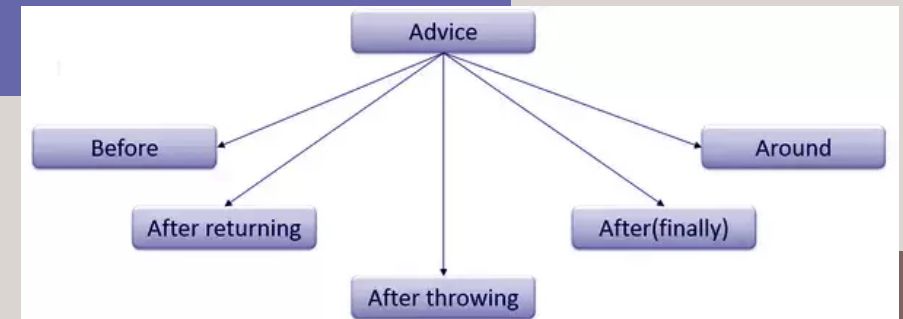 Advice
Before
Around
After returning
After(finally)
After throwing